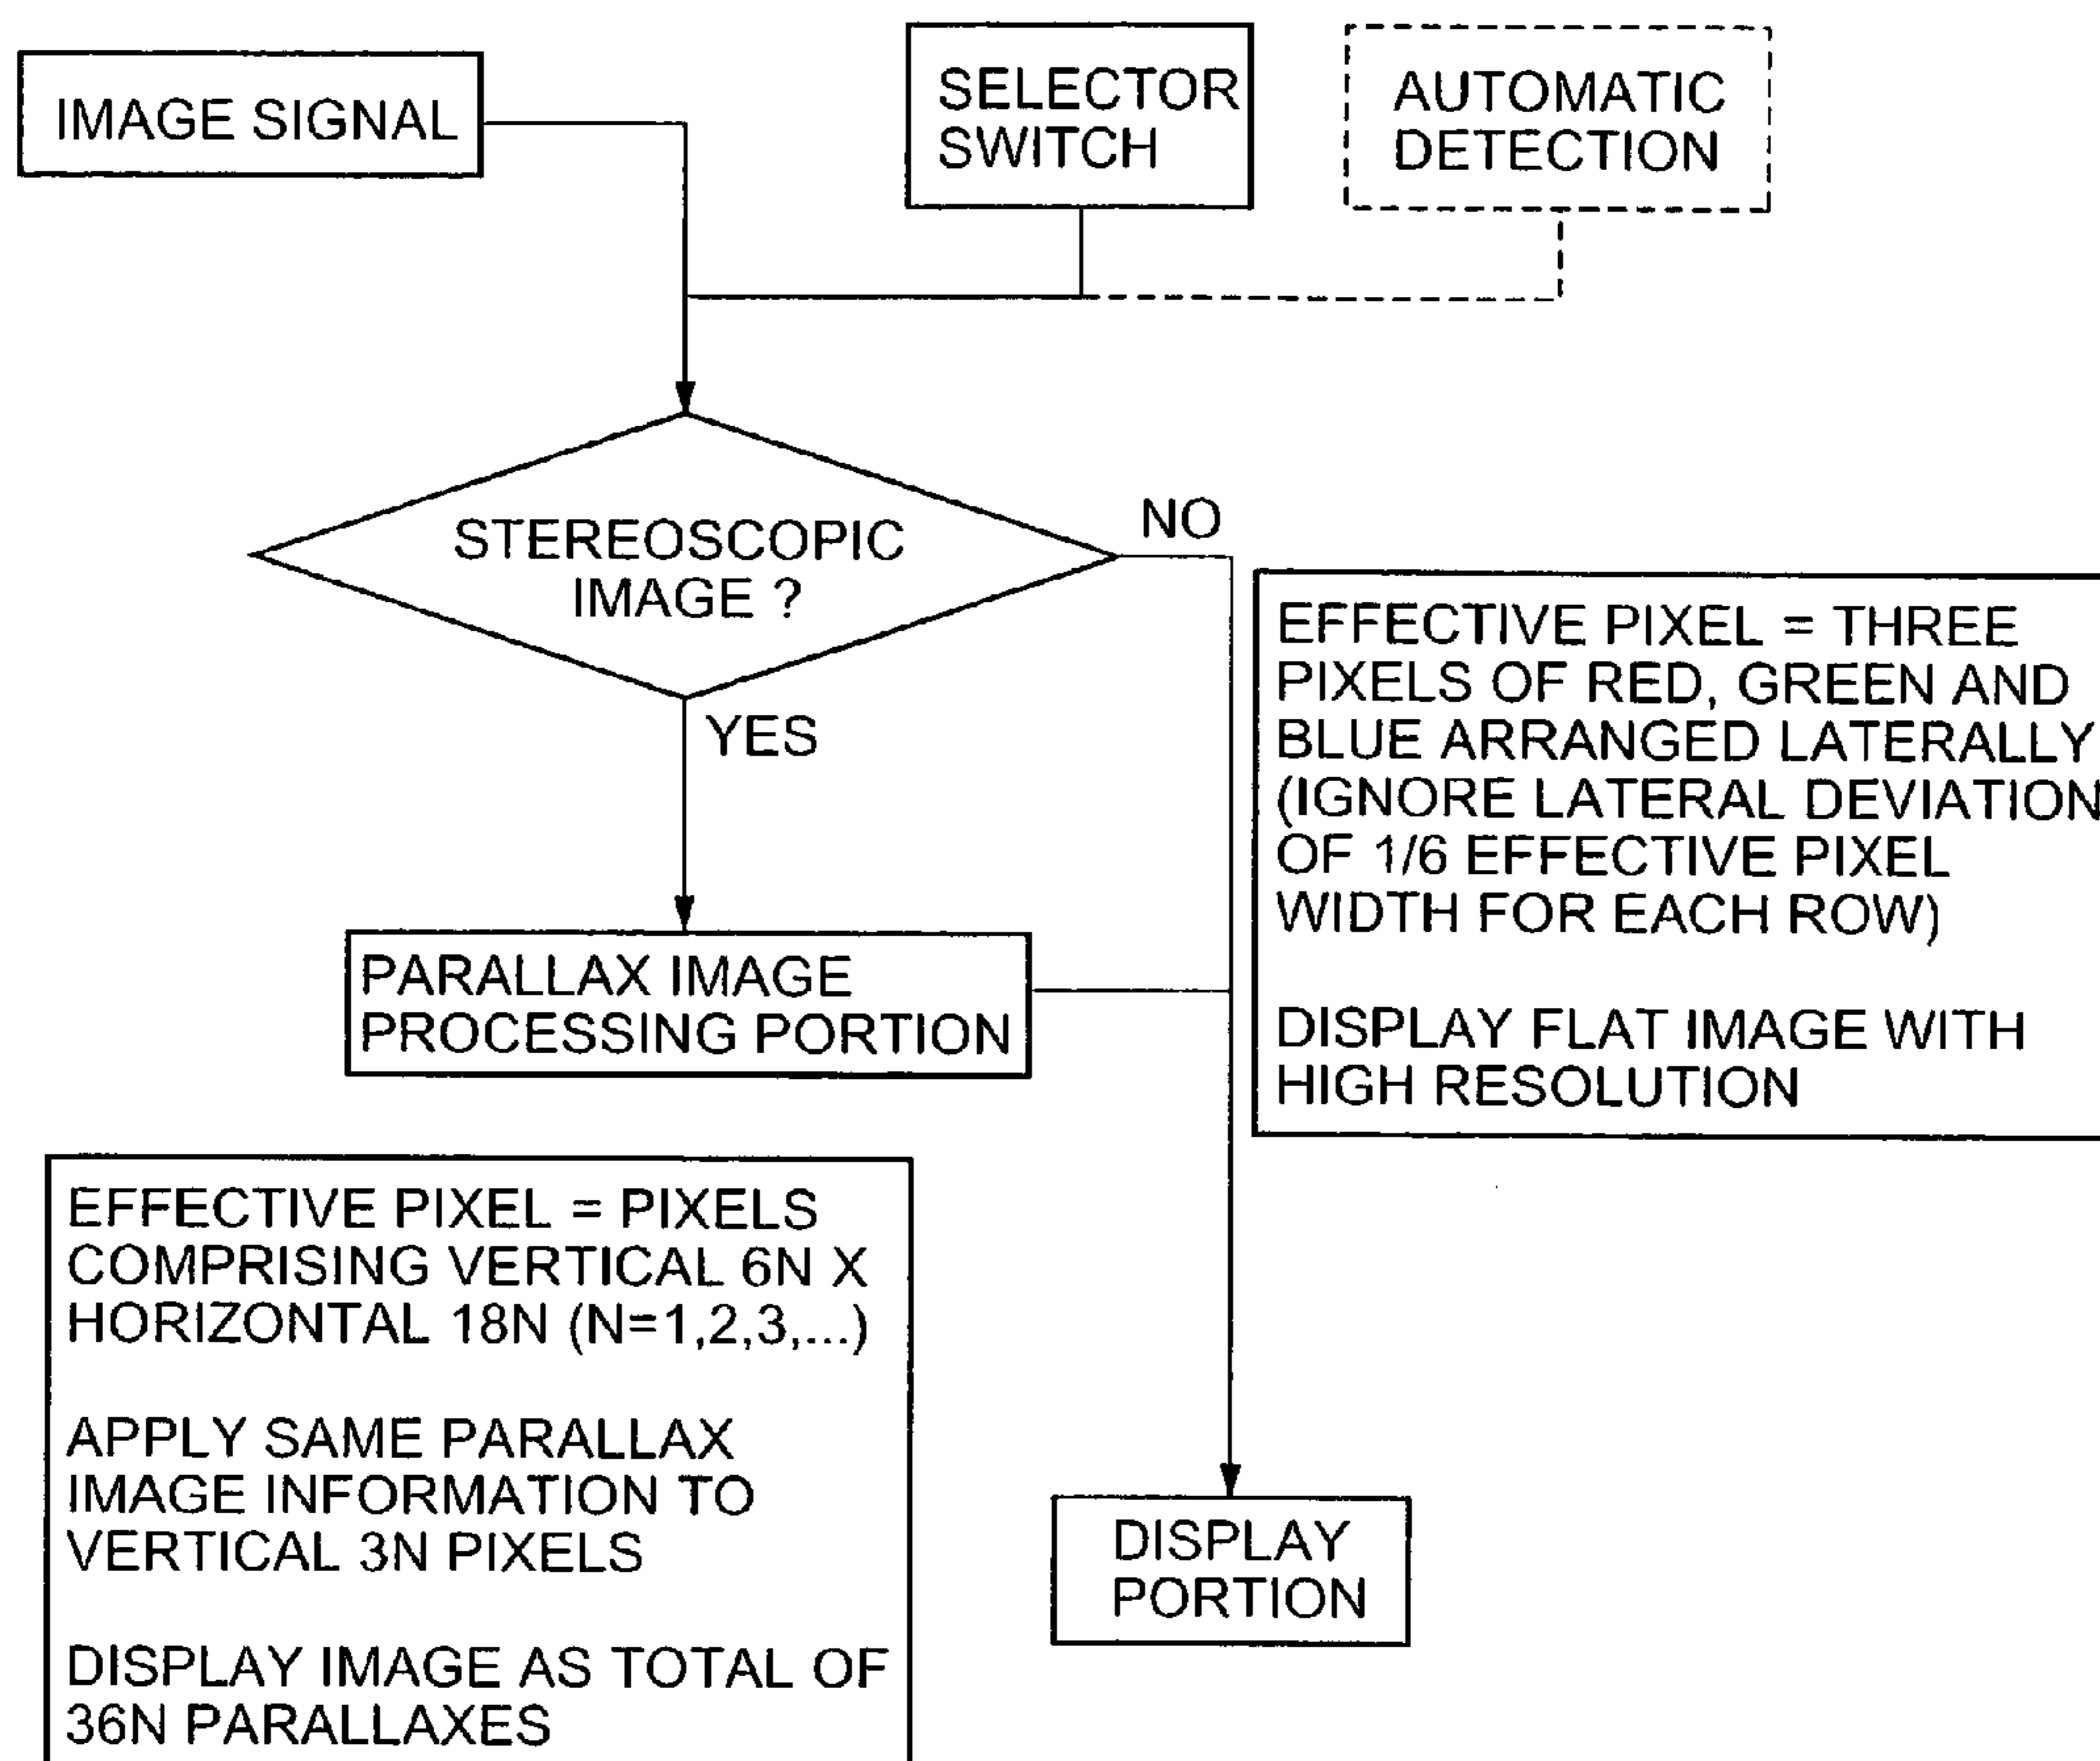 IMAGE SIGNAL
SELECTOR
SWITCH
AUTOMATIC
DETECTION
STEREOSCOPIC
IMAGE ?
NO
YES
EFFECTIVE PIXEL = THREE
PIXELS OF RED, GREEN AND
BLUE ARRANGED LATERALLY
(IGNORE LATERAL DEVIATION
OF 1/6 EFFECTIVE PIXEL
WIDTH FOR EACH ROW)
DISPLAY FLAT IMAGE WITH
HIGH RESOLUTION
PARALLAX IMAGE
PROCESSING PORTION
EFFECTIVE PIXEL = PIXELS
COMPRISING VERTICAL 6N X
HORIZONTAL 18N (N=1,2,3,...)
APPLY SAME PARALLAX
IMAGE INFORMATION TO
VERTICAL 3N PIXELS
DISPLAY IMAGE AS TOTAL OF
36N PARALLAXES
DISPLAY
PORTION